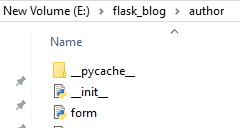 New Volume (E:) > flask_blog > author
Name
__pycache__
__init__
form